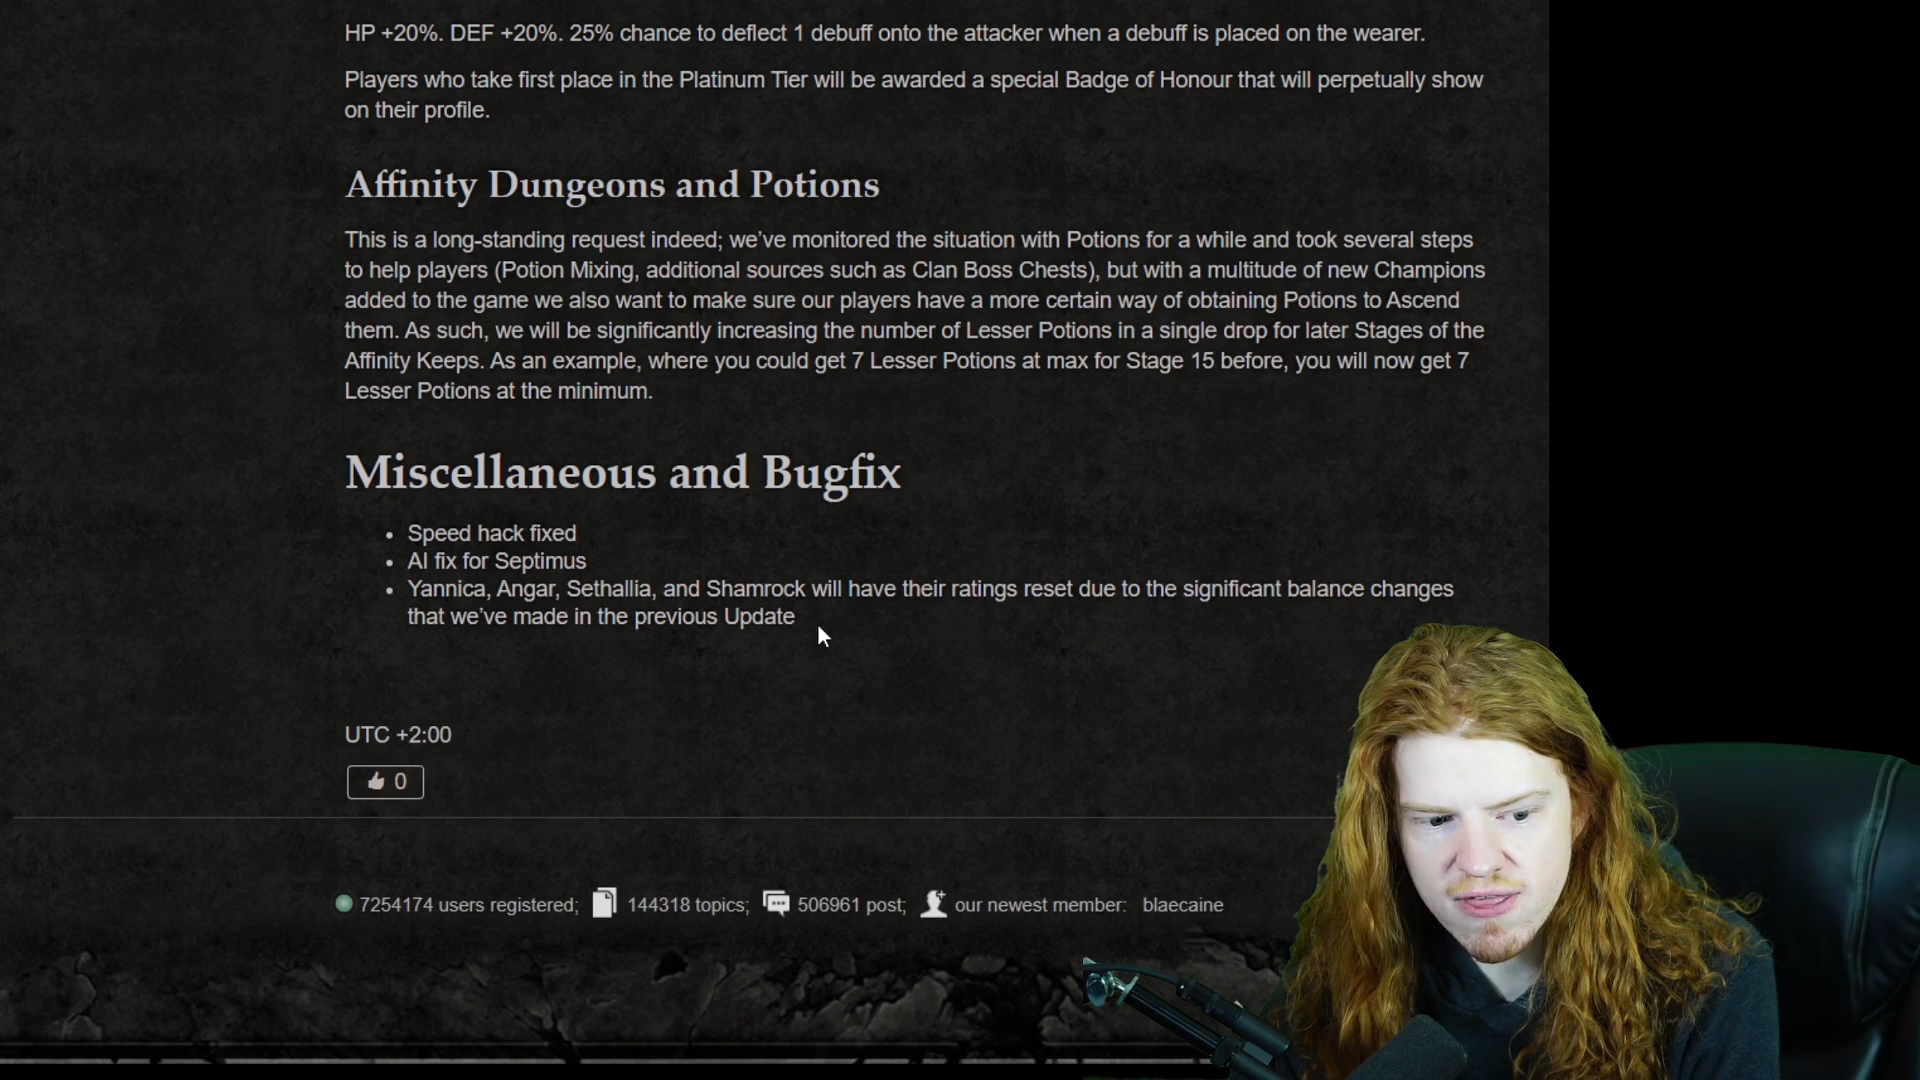 HP +20%. DEF +20%. 25% chance to deflect 1 debuff onto the attacker when a debuff is placed on the wearer.
Players who take first place in the Platinum Tier will be awarded a special Badge of Honour that will perpetually show
on their profile.
Affinity Dungeons and Potions
This is a long-standing request indeed; we’ve monitored the situation with Potions for a while and took several steps
to help players (Potion Mixing, additional sources such as Clan Boss Chests), but with a multitude of new Champions
added to the game we also want to make sure our players have a more certain way of obtaining Potions to Ascend
them. As such, we will be significantly increasing the number of Lesser Potions in a single drop for later Stages of the
Affinity Keeps. As an example, where you could get 7 Lesser Potions at max for Stage 15 before, you will now get 7
Lesser Potions at the minimum.
Miscellaneous and Bugfix
• Speed hack fixed
• AI fix for Septimus
• Yannica, Angar, Sethallia, and Shamrock will have their ratings reset due to the significant balance changes
that we’ve made in the previous Update
UTC +2:00
0
7254174 users registered; 144318 topics; 506961 post; our newest member: blaecaine